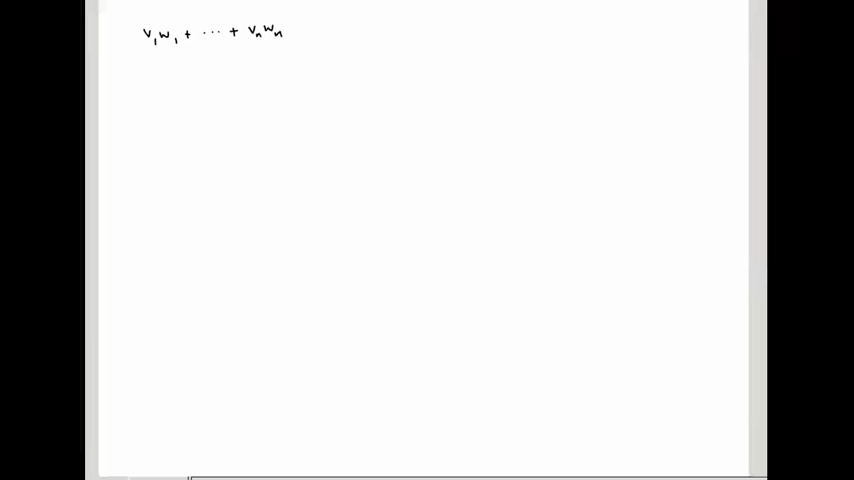 v₁w₁ + ··· + vₙwₙ